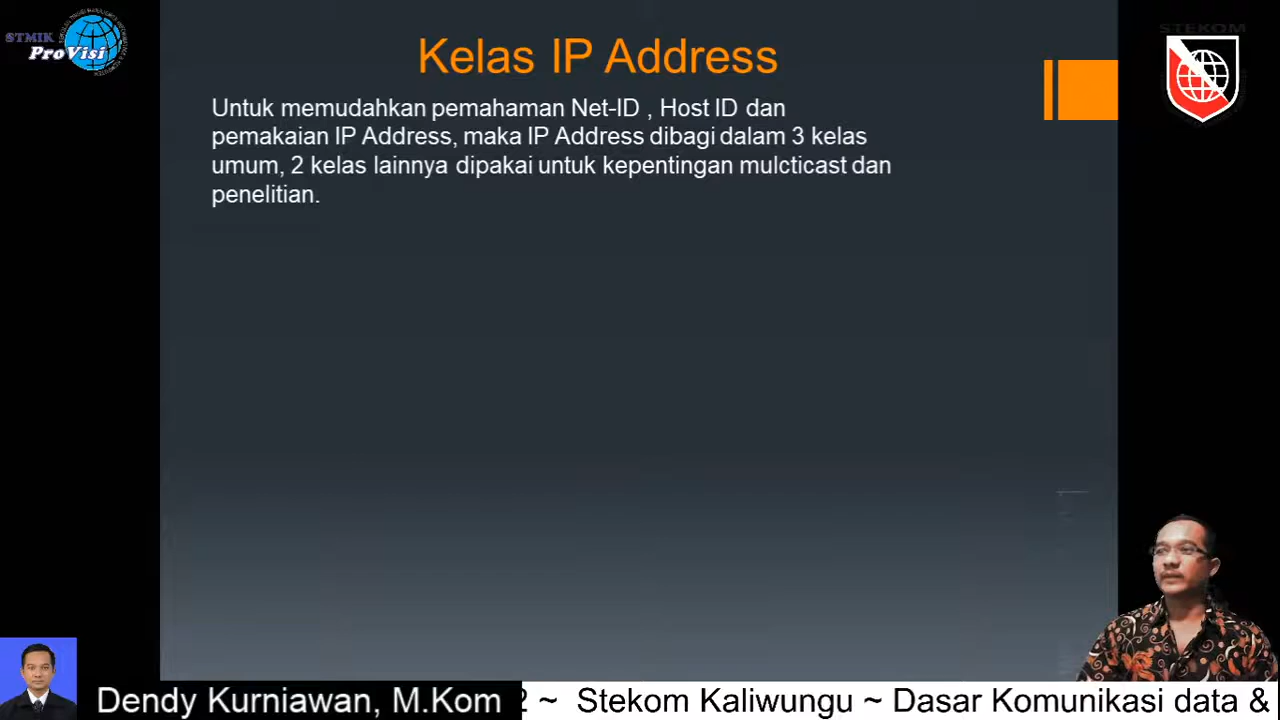 STMIK
ProVisi
STEKOM
Kelas IP Address
Untuk memudahkan pemahaman Net-ID , Host ID dan
pemakaian IP Address, maka IP Address dibagi dalam 3 kelas
umum, 2 kelas lainnya dipakai untuk kepentingan mulcticast dan
penelitian.
Dendy Kurniawan, M.Kom
2 ~ Stekom Kaliwungu ~ Dasar Komunikasi data &